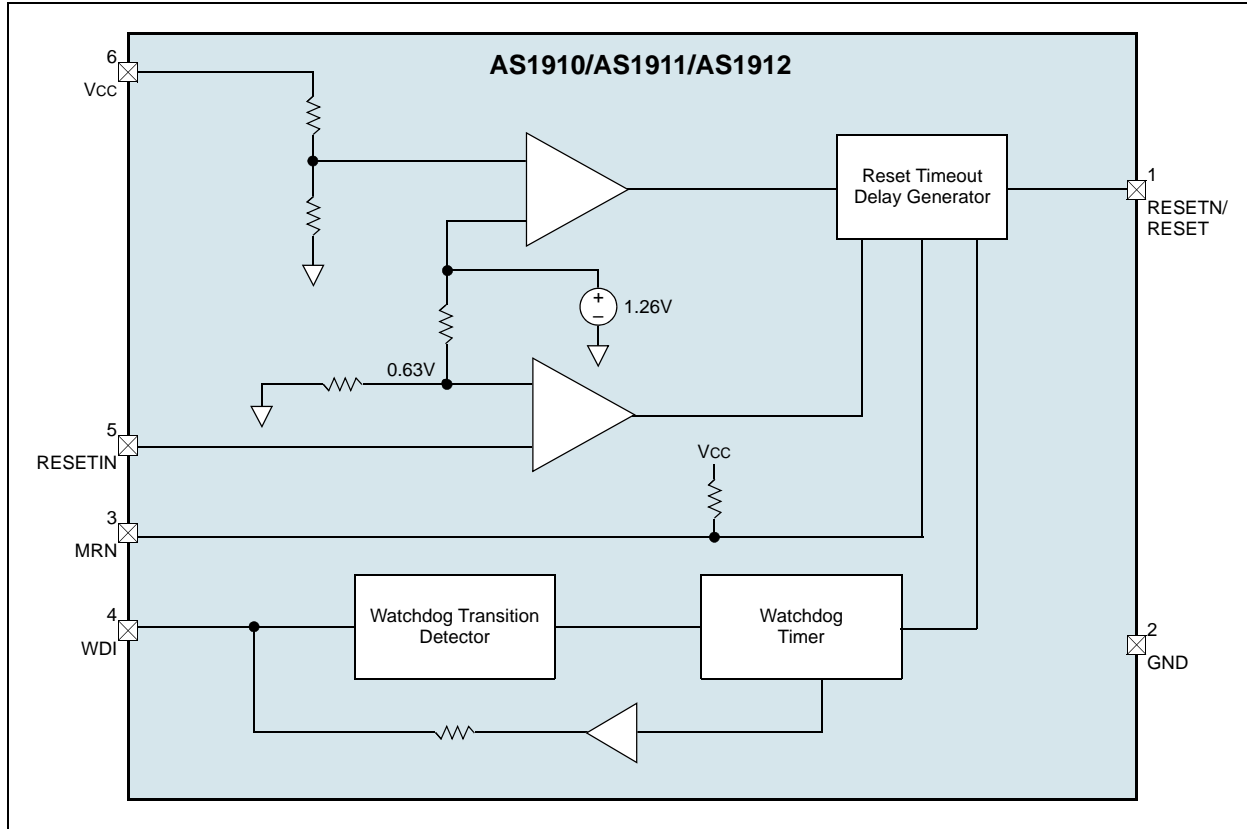 AS1910/AS1911/AS1912
6
VCC
Reset Timeout
Delay Generator
1
RESETN/
RESET
+
–
1.26V
0.63V
5
RESETIN
VCC
3
MRN
4
WDI
Watchdog Transition
Detector
Watchdog
Timer
2
GND